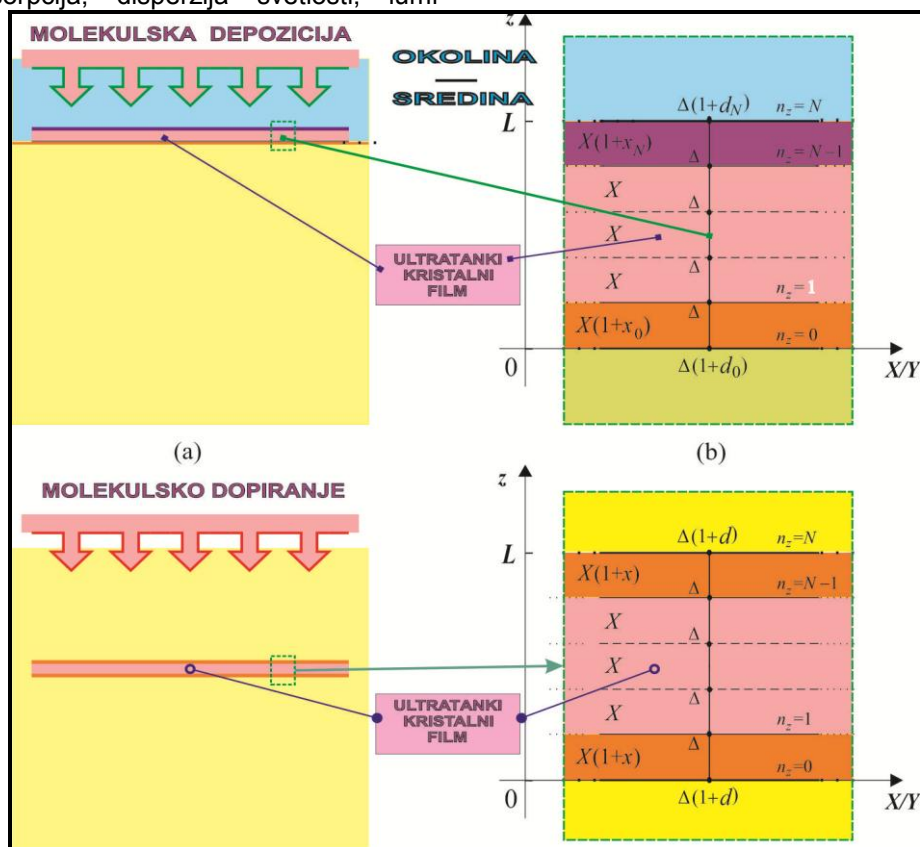 disperzija svetlosti,
MOLEKULSKA DEPOZICIJA
OKOLINA
SREDINA
ULTRATANKI
KRISTALNI
FILM
(a)
L
Δ(1+d_N)
n_z = N
X(1+x_N)
Δ
n_z = N−1
X
Δ
X
Δ
X
n_z = 1
Δ
X(1+x_0)
n_z = 0
0
Δ(1+d_0)
X/Y
(b)
MOLEKULSKO DOPIRANJE
ULTRATANKI
KRISTALNI
FILM
z
L
Δ(1+d)
n_z=N
X(1+x)
Δ
n_z=N−1
X
Δ
X
Δ
X
n_z=1
Δ
X(1+x)
n_z=0
0
Δ(1+d)
X/Y